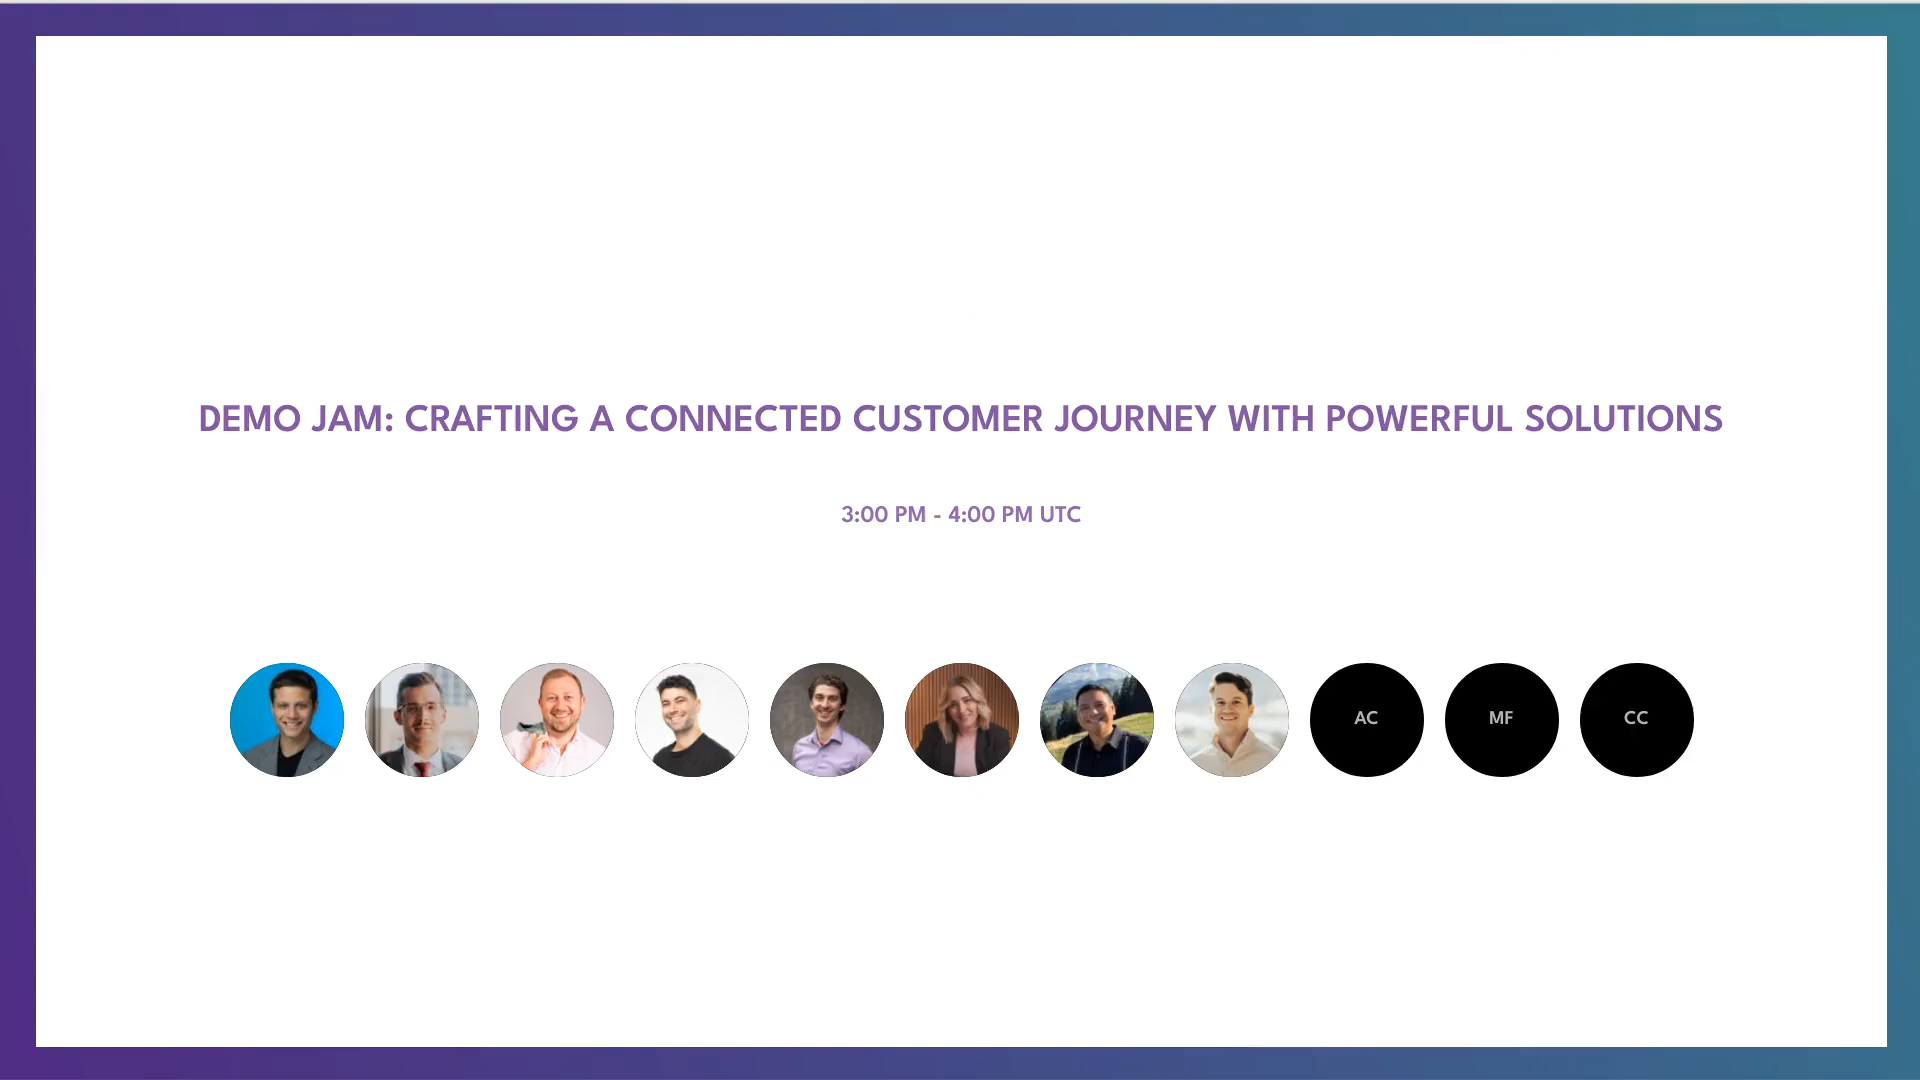 DEMO JAM: CRAFTING A CONNECTED CUSTOMER JOURNEY WITH POWERFUL SOLUTIONS
3:00 PM - 4:00 PM UTC
AC MF CC